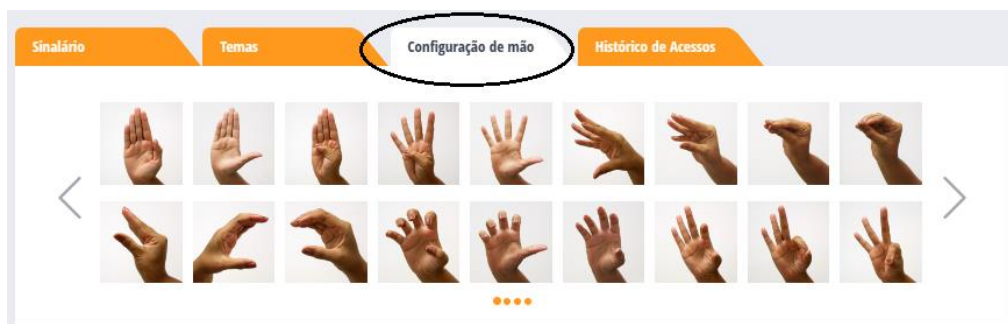 Sinalário
Temas
Configuração de mão
Histórico de Acessos